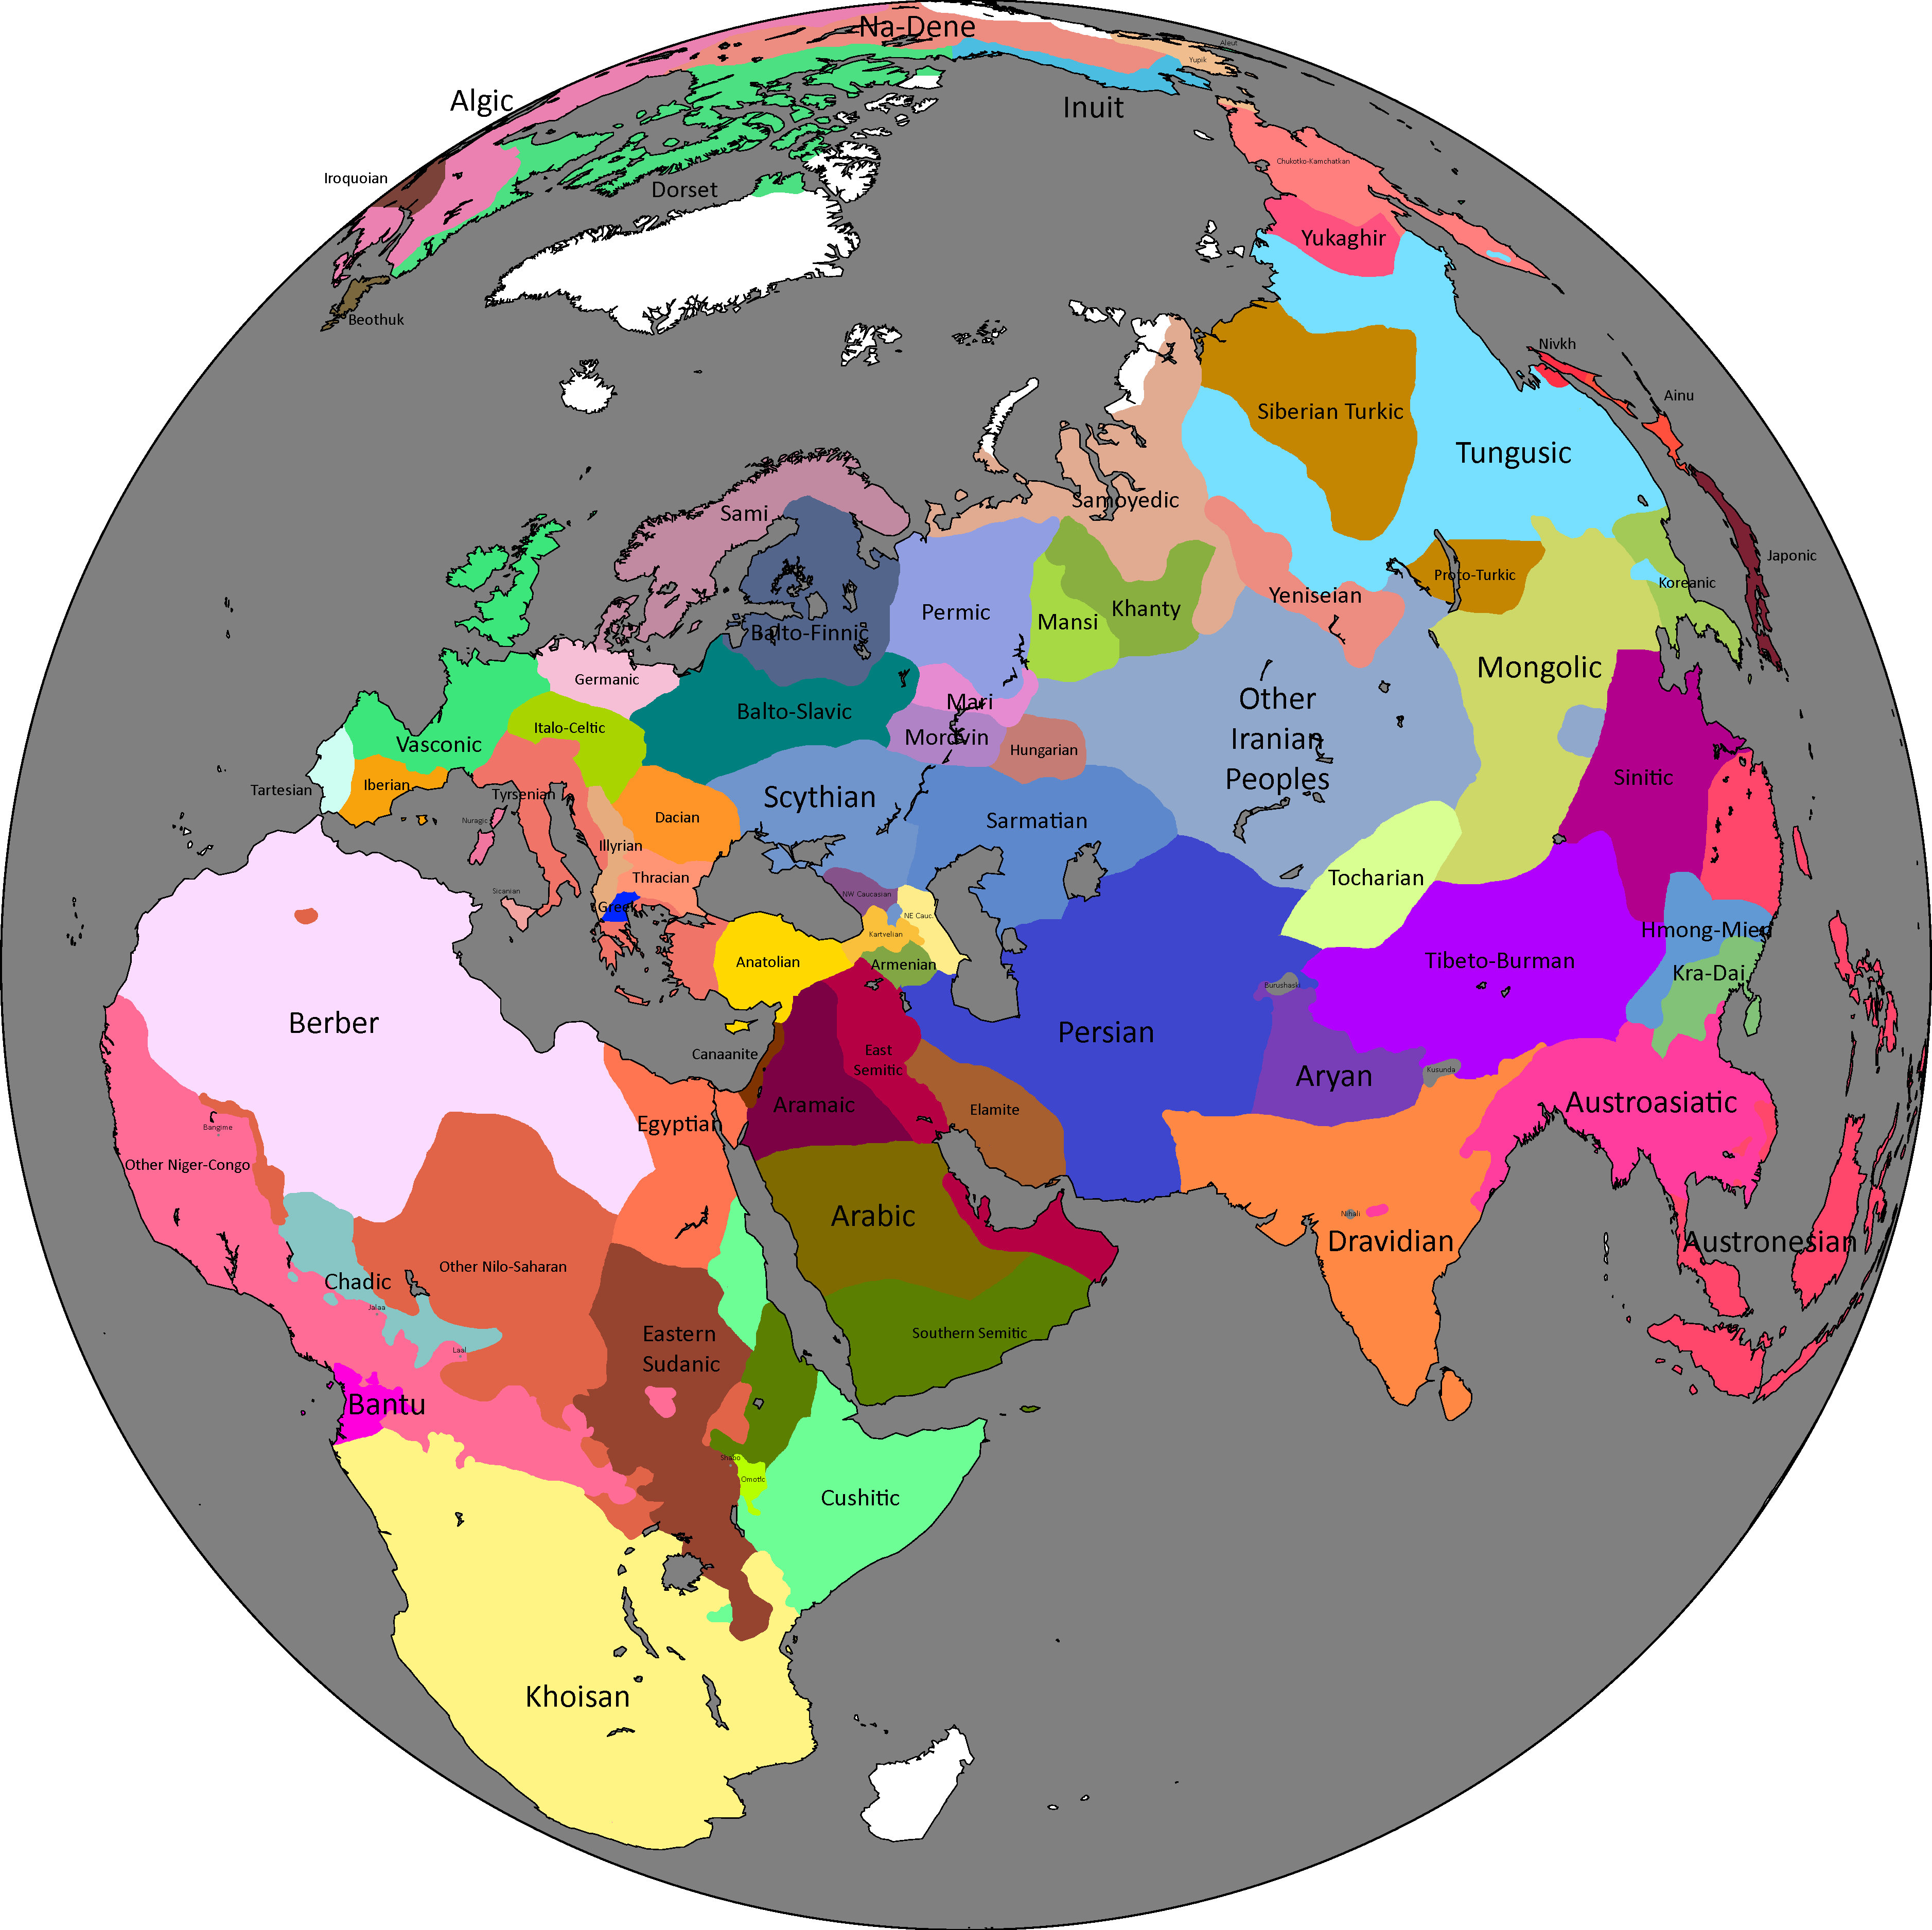 Na-Dene
Aleut
Yupik
Algic
Inuit
Chukotko-Kamchatkan
Iroquoian
Dorset
Yukaghir
Beothuk
Nivkh
Ainu
Siberian Turkic
Tungusic
Samoyedic
Sami
Japonic
Proto-Turkic
Koreanic
Yeniseian
Permic
Khanty
Mansi
Balto-Finnic
Germanic
Mongolic
Mari
Other
Iranian
Peoples
Balto-Slavic
Italo-Celtic
Mordvin
Vasconic
Hungarian
Sinitic
Iberian
Tartesian
Tyrsenian
Scythian
Nuragic
Dacian
Sarmatian
Illyrian
Thracian
Tocharian
Sicanian
NW Caucasian
Greek
NE Cauc.
Kartvelian
Hmong-Mien
Anatolian
Armenian
Tibeto-Burman
Kra-Dai
Burushaski
Berber
Persian
Canaanite
East
Semitic
Kusunda
Aryan
Aramaic
Elamite
Austroasiatic
Egyptian
Bangime
Other Niger-Congo
Arabic
Nihali
Dravidian
Austronesian
Other Nilo-Saharan
Chadic
Jalaa
Eastern
Sudanic
Southern Semitic
Laal
Bantu
Shabo
Omotic
Cushitic
Khoisan